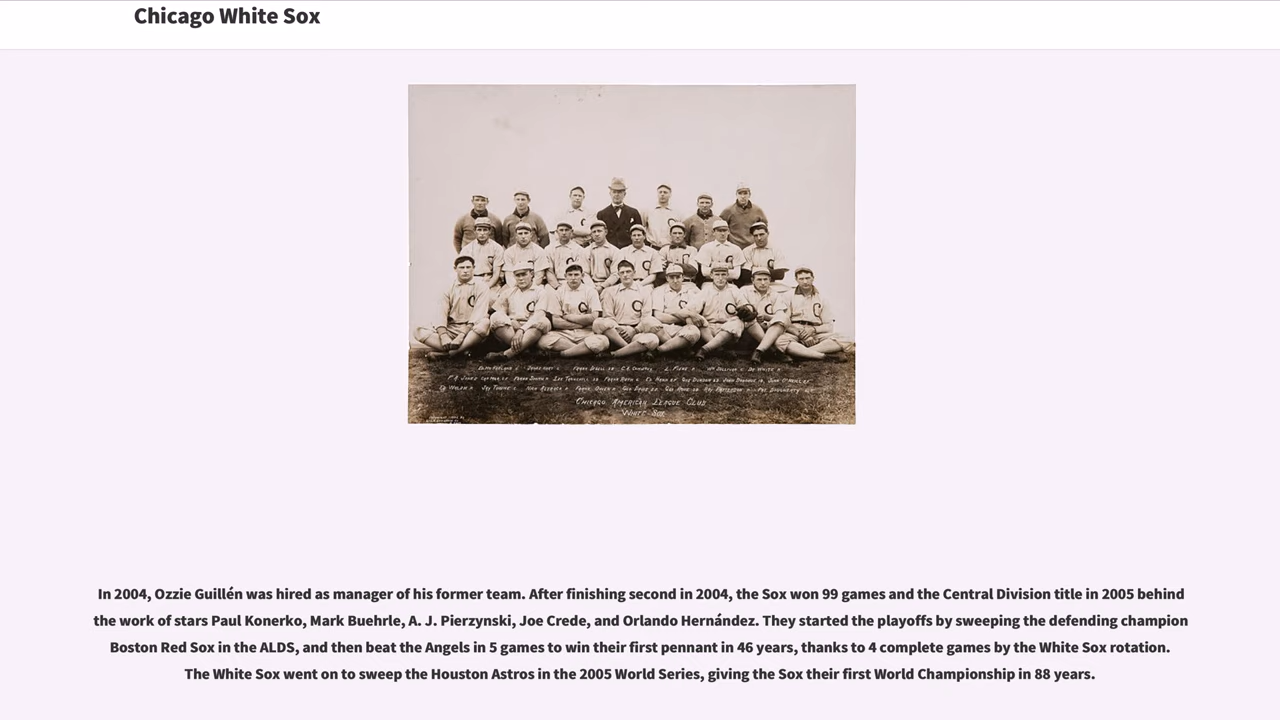 Chicago White Sox
Chicago American League Club
White Sox
In 2004, Ozzie Guillén was hired as manager of his former team. After finishing second in 2004, the Sox won 99 games and the Central Division title in 2005 behind
the work of stars Paul Konerko, Mark Buehrle, A. J. Pierzynski, Joe Crede, and Orlando Hernández. They started the playoffs by sweeping the defending champion
Boston Red Sox in the ALDS, and then beat the Angels in 5 games to win their first pennant in 46 years, thanks to 4 complete games by the White Sox rotation.
The White Sox went on to sweep the Houston Astros in the 2005 World Series, giving the Sox their first World Championship in 88 years.